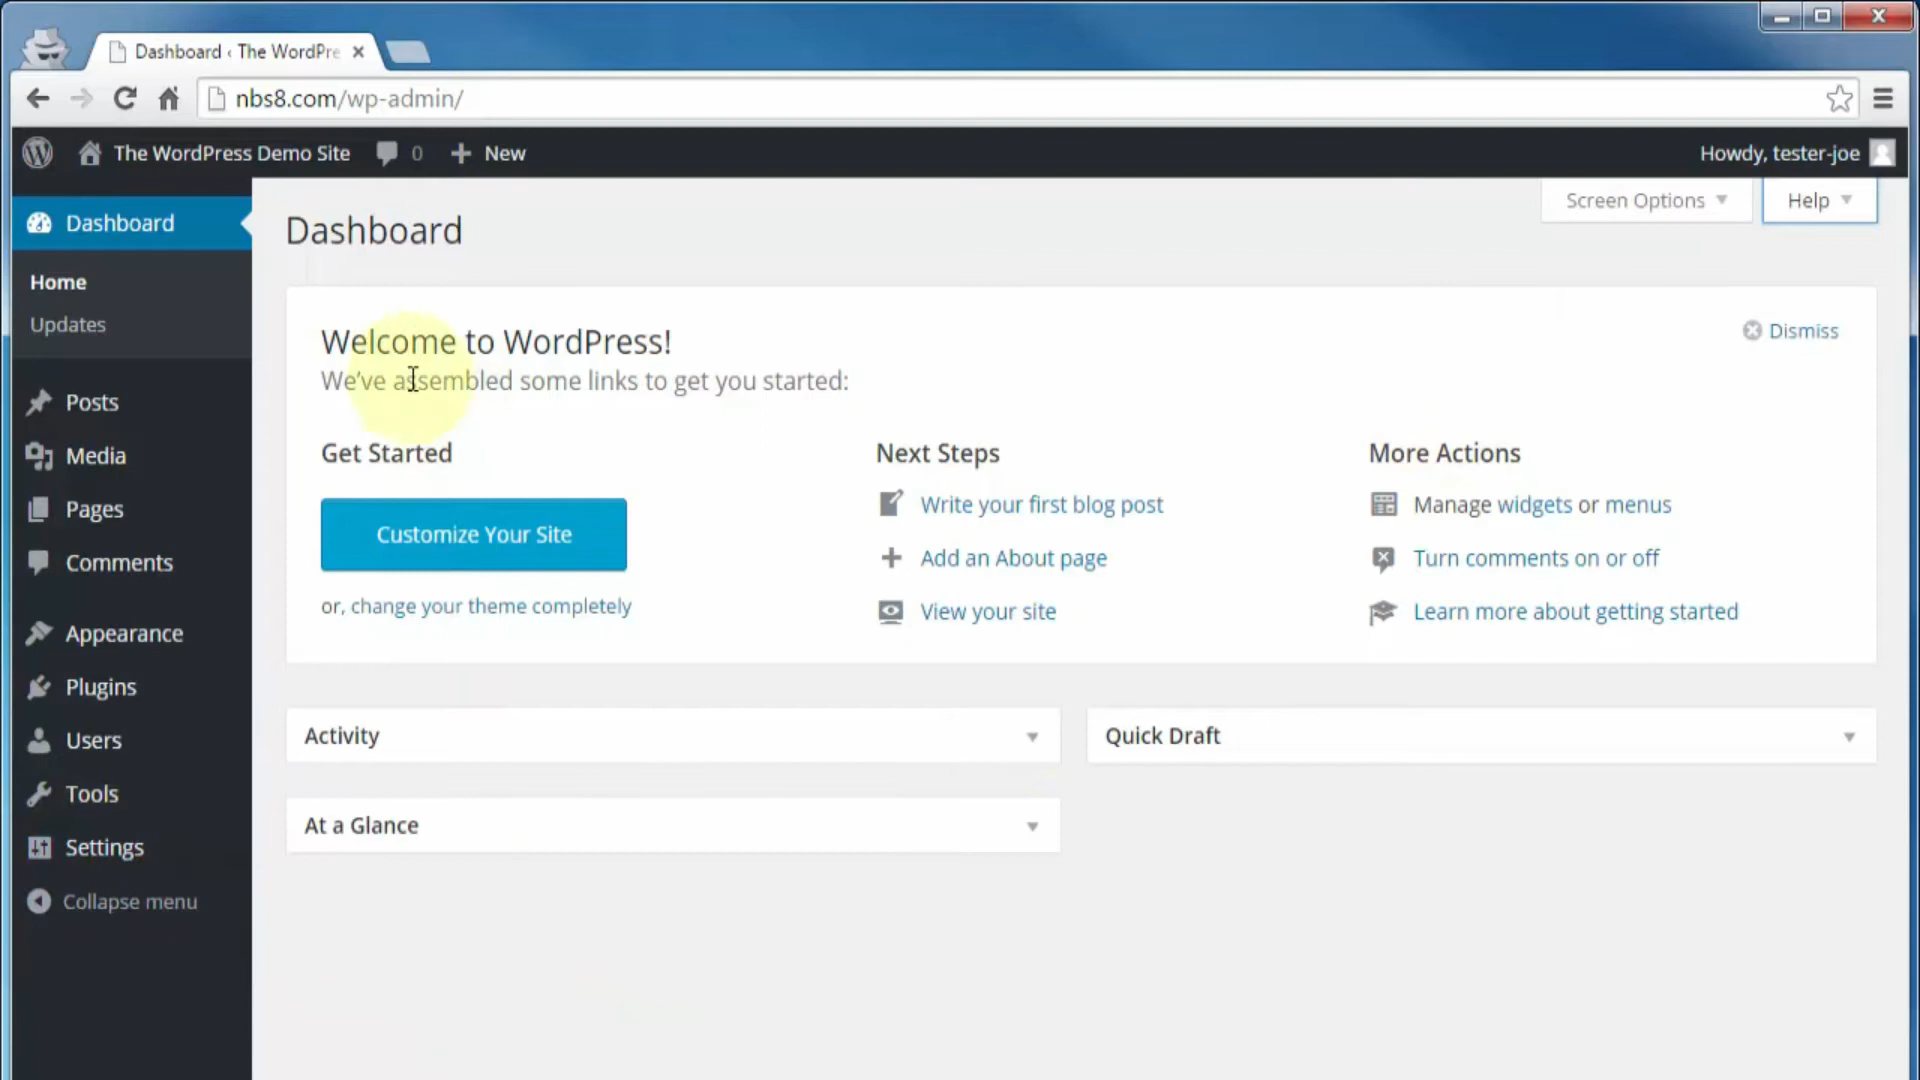 Dashboard ‹ The WordPre
nbs8.com/wp-admin/
The WordPress Demo Site 0 New Howdy, tester-joe
Screen Options Help
Dashboard
Home
Updates
Posts
Media
Pages
Comments
Appearance
Plugins
Users
Tools
Settings
Collapse menu
Dashboard
Welcome to WordPress!
Dismiss
We've assembled some links to get you started:
Get Started
Customize Your Site
or, change your theme completely
Next Steps
Write your first blog post
Add an About page
View your site
More Actions
Manage widgets or menus
Turn comments on or off
Learn more about getting started
Activity
Quick Draft
At a Glance